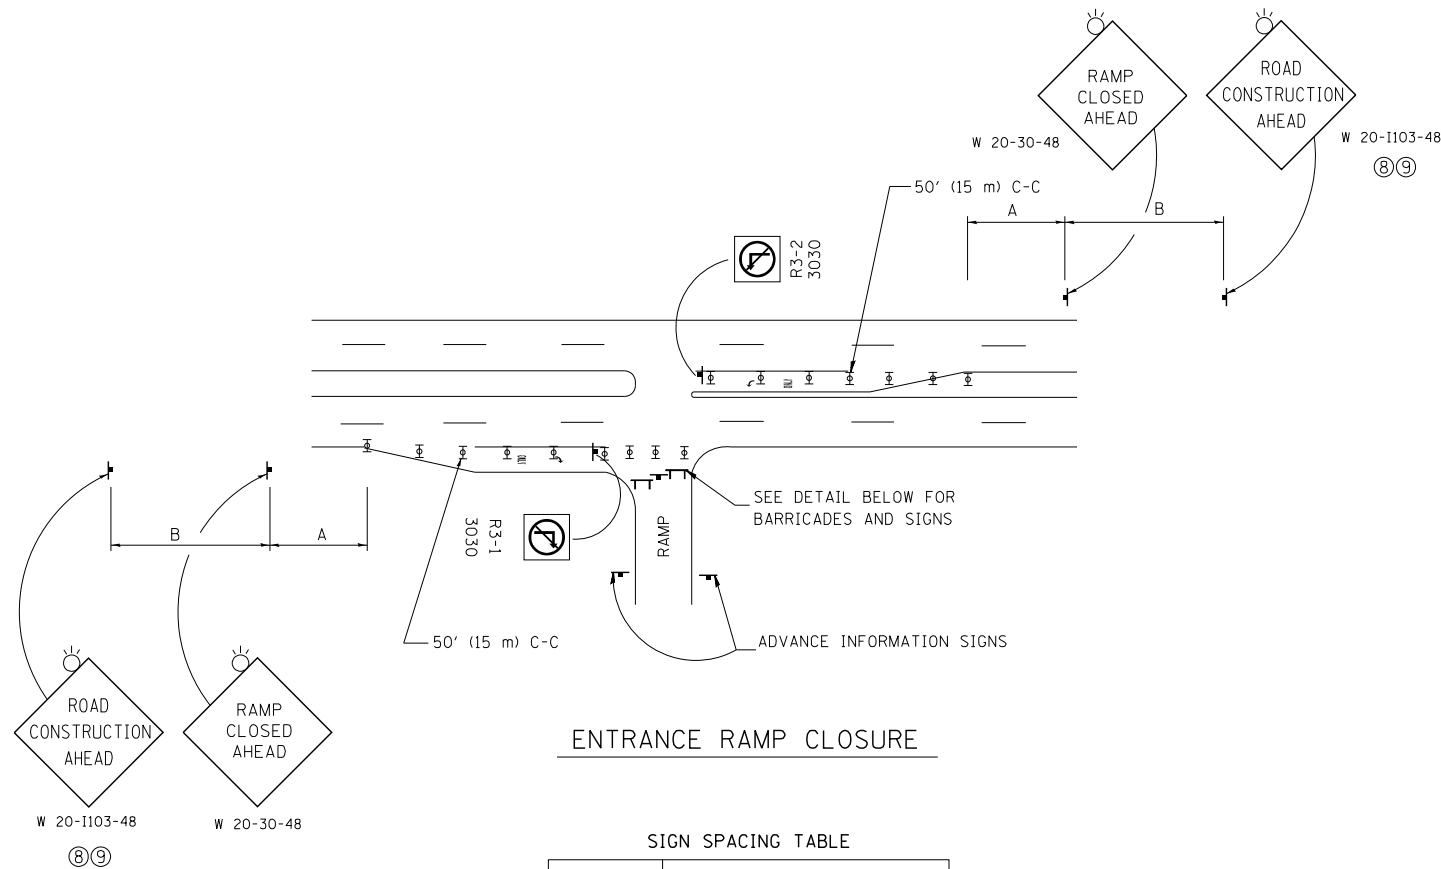 RAMP
CLOSED
AHEAD
ROAD
CONSTRUCTION
AHEAD
W 20-30-48
W 20-I103-48
⑧⑨
50' (15 m) C-C
A
B
R3-2
3030
SEE DETAIL BELOW FOR
BARRICADES AND SIGNS
RAMP
R3-1
3030
B
A
50' (15 m) C-C
ADVANCE INFORMATION SIGNS
ROAD
CONSTRUCTION
AHEAD
RAMP
CLOSED
AHEAD
ENTRANCE RAMP CLOSURE
W 20-I103-48
W 20-30-48
⑧⑨
SIGN SPACING TABLE